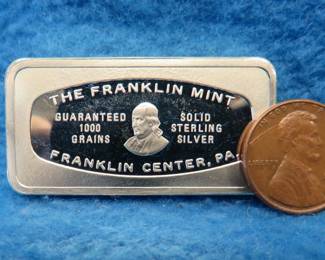 THE FRANKLIN MINT
GUARANTEED
1000
GRAINS
SOLID
STERLING
SILVER
FRANKLIN CENTER, PA.